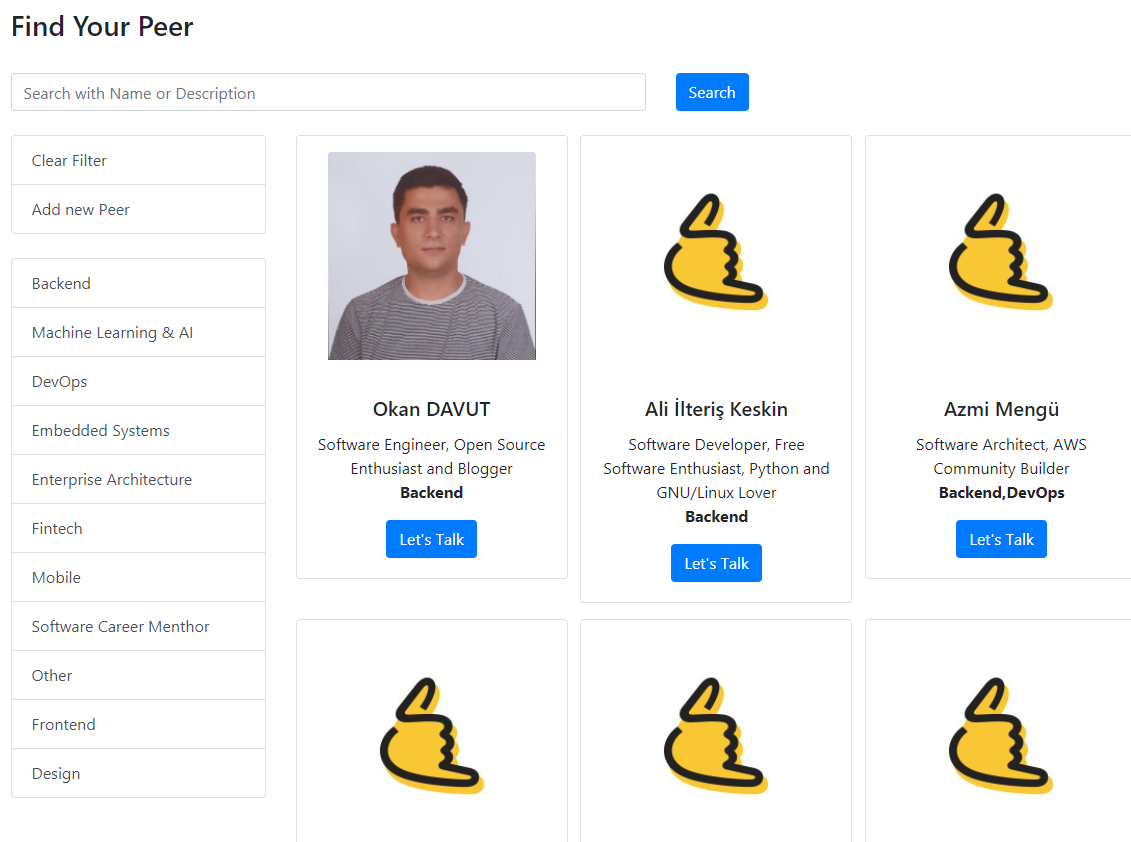 Find Your Peer
Search with Name or Description
Search
Clear Filter
Add new Peer
Backend
Machine Learning & AI
DevOps
Embedded Systems
Enterprise Architecture
Fintech
Mobile
Software Career Menthor
Other
Frontend
Design
Okan DAVUT
Software Engineer, Open Source
Enthusiast and Blogger
Backend
Let's Talk
Ali İlteriş Keskin
Software Developer, Free
Software Enthusiast, Python and
GNU/Linux Lover
Backend
Let's Talk
Azmi Mengü
Software Architect, AWS
Community Builder
Backend,DevOps
Let's Talk